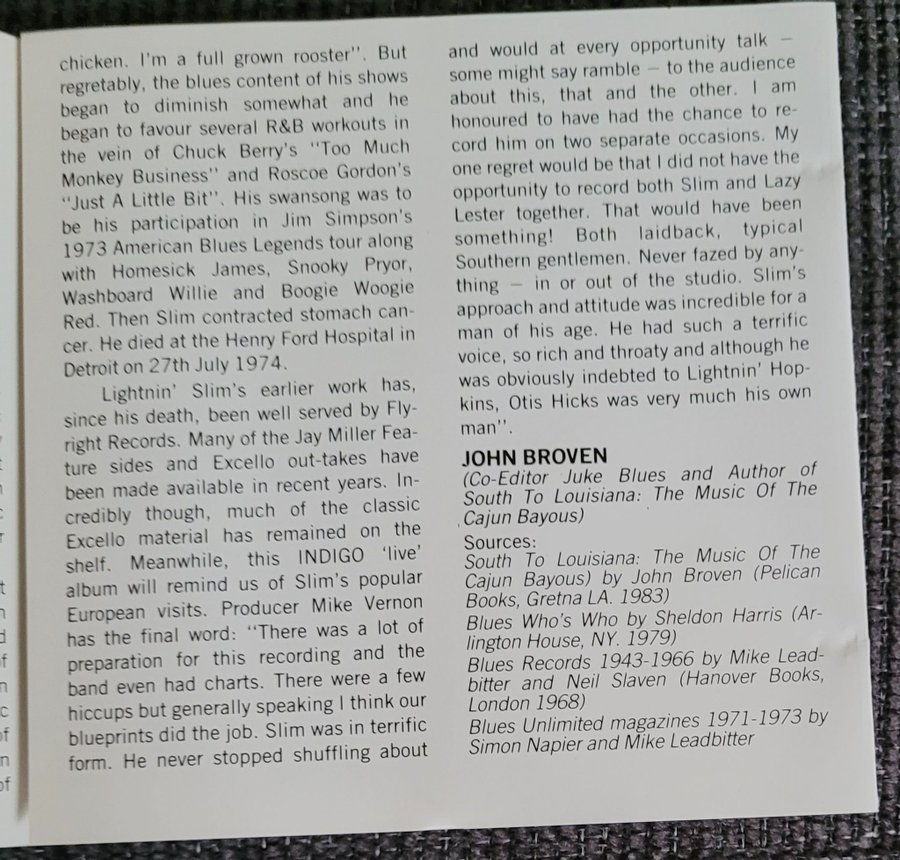 chicken. I'm a full grown rooster". But
regretably, the blues content of his shows
began to diminish somewhat and he
began to favour several R&B workouts in
the vein of Chuck Berry's "Too Much
Monkey Business" and Roscoe Gordon's
"Just A Little Bit". His swansong was to
be his participation in Jim Simpson's
1973 American Blues Legends tour along
with Homesick James, Snooky Pryor,
Washboard Willie and Boogie Woogie
Red. Then Slim contracted stomach can-
cer. He died at the Henry Ford Hospital in
Detroit on 27th July 1974.
Lightnin' Slim's earlier work has,
since his death, been well served by Fly-
right Records. Many of the Jay Miller Fea-
ture sides and Excello out-takes have
been made available in recent years. In-
credibly though, much of the classic
Excello material has remained on the
shelf. Meanwhile, this INDIGO 'live'
album will remind us of Slim's popular
European visits. Producer Mike Vernon
has the final word: "There was a lot of
preparation for this recording and the
band even had charts. There were a few
hiccups but generally speaking I think our
blueprints did the job. Slim was in terrific
form. He never stopped shuffling about
and would at every opportunity talk –
some might say ramble – to the audience
about this, that and the other. I am
honoured to have had the chance to re-
cord him on two separate occasions. My
one regret would be that I did not have the
opportunity to record both Slim and Lazy
Lester together. That would have been
something! Both laidback, typical
Southern gentlemen. Never fazed by any-
thing – in or out of the studio. Slim's
approach and attitude was incredible for a
man of his age. He had such a terrific
voice, so rich and throaty and although he
was obviously indebted to Lightnin' Hop-
kins, Otis Hicks was very much his own
man".
JOHN BROVEN
(Co-Editor Juke Blues and Author of
South To Louisiana: The Music Of The
Cajun Bayous)
Sources:
South To Louisiana: The Music Of The
Cajun Bayous) by John Broven (Pelican
Books, Gretna LA. 1983)
Blues Who's Who by Sheldon Harris (Ar-
lington House, NY. 1979)
Blues Records 1943-1966 by Mike Lead-
bitter and Neil Slaven (Hanover Books,
London 1968)
Blues Unlimited magazines 1971-1973 by
Simon Napier and Mike Leadbitter